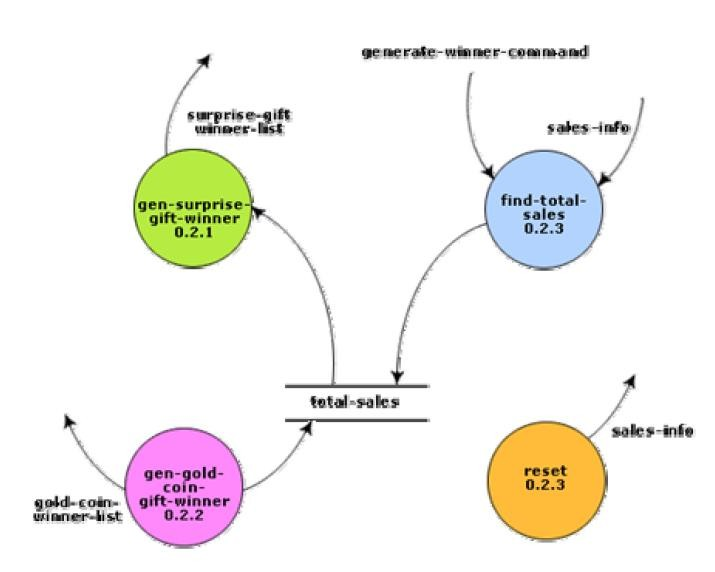 generate-winner-command
surprise-gift
winner-list
sales-info
gen-surprise-
gift-winner
0.2.1
find-total-
sales
0.2.3
total-sales
gold-coin-
winner-list
gen-gold-
coin-
gift-winner
0.2.2
reset
0.2.3
sales-info